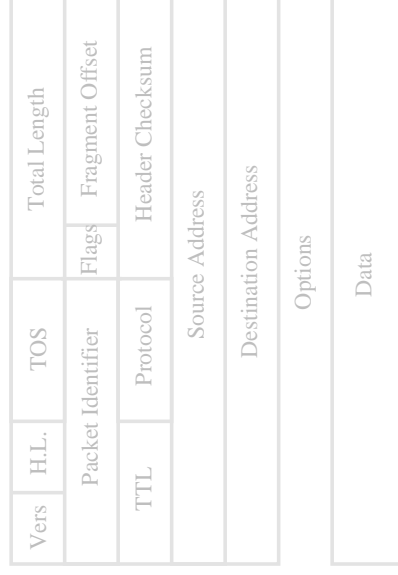 Vers
H.L.
TOS
Total Length
Packet Identifier
Flags
Fragment Offset
TTL
Protocol
Header Checksum
Source Address
Destination Address
Options
Data